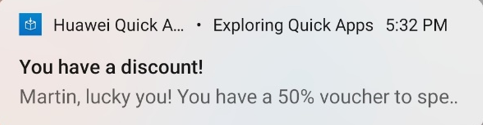 Huawei Quick A... • Exploring Quick Apps 5:32 PM
You have a discount!
Martin, lucky you! You have a 50% voucher to spe..